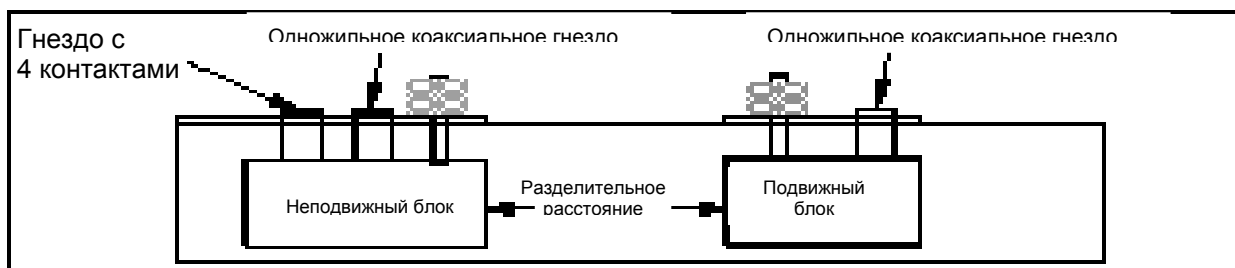 Гнездо с
4 контактами
Одножильное коаксиальное гнездо
Одножильное коаксиальное гнездо
Неподвижный блок
Разделительное
расстояние
Подвижный
блок